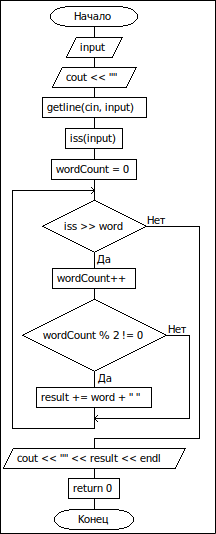 Начало
input
cout << ""
getline(cin, input)
iss(input)
wordCount = 0
iss >> word
Нет
Да
wordCount++
wordCount % 2 != 0
Нет
Да
result += word + " "
cout << "" << result << endl
return 0
Конец